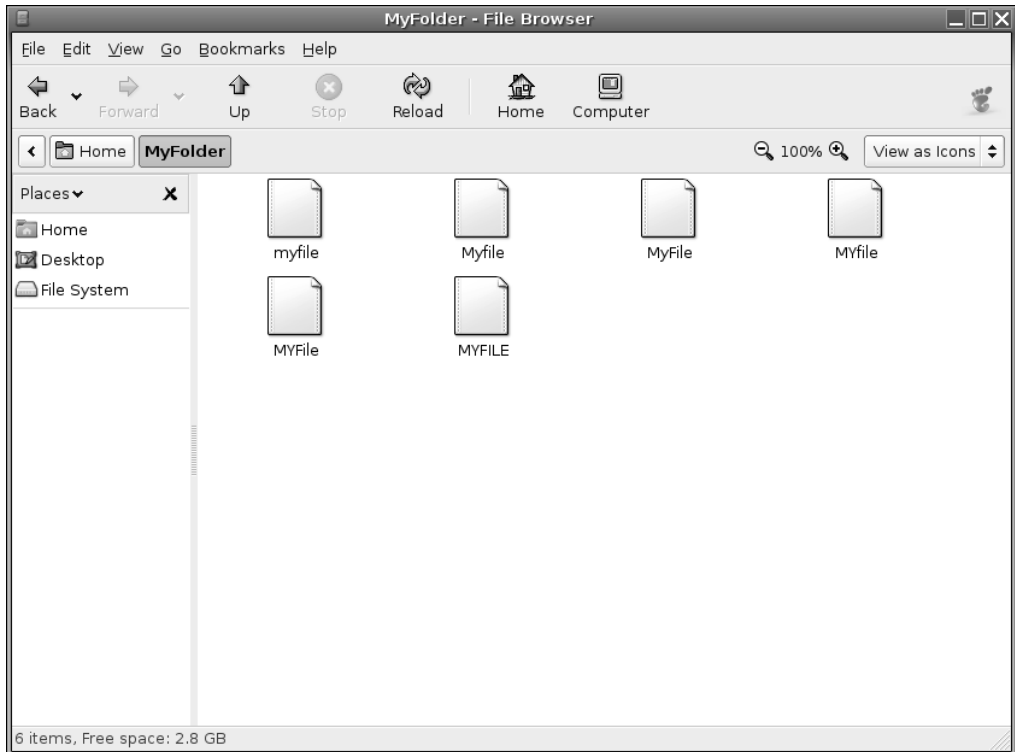 MyFolder - File Browser
File Edit View Go Bookmarks Help
Back Forward Up Stop Reload Home Computer
Home MyFolder 100% View as Icons
Places
Home
Desktop
File System
myfile Myfile MyFile MYfile
MYFile MYFILE
6 items, Free space: 2.8 GB